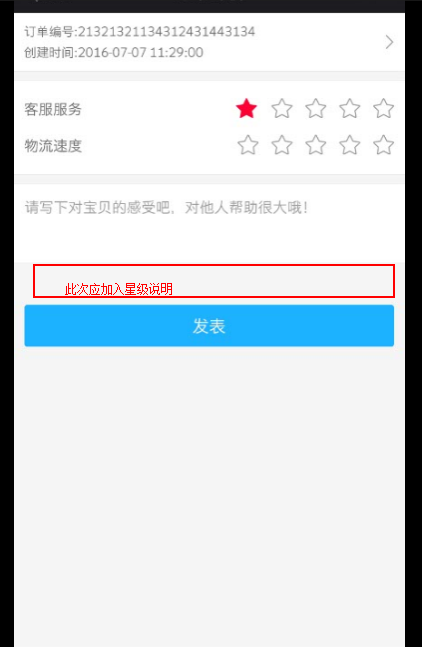 订单编号:21321321134312431443134
创建时间:2016-07-07 11:29:00
客服服务
物流速度
请写下对宝贝的感受吧，对他人帮助很大哦！
此次应加入星级说明
发表